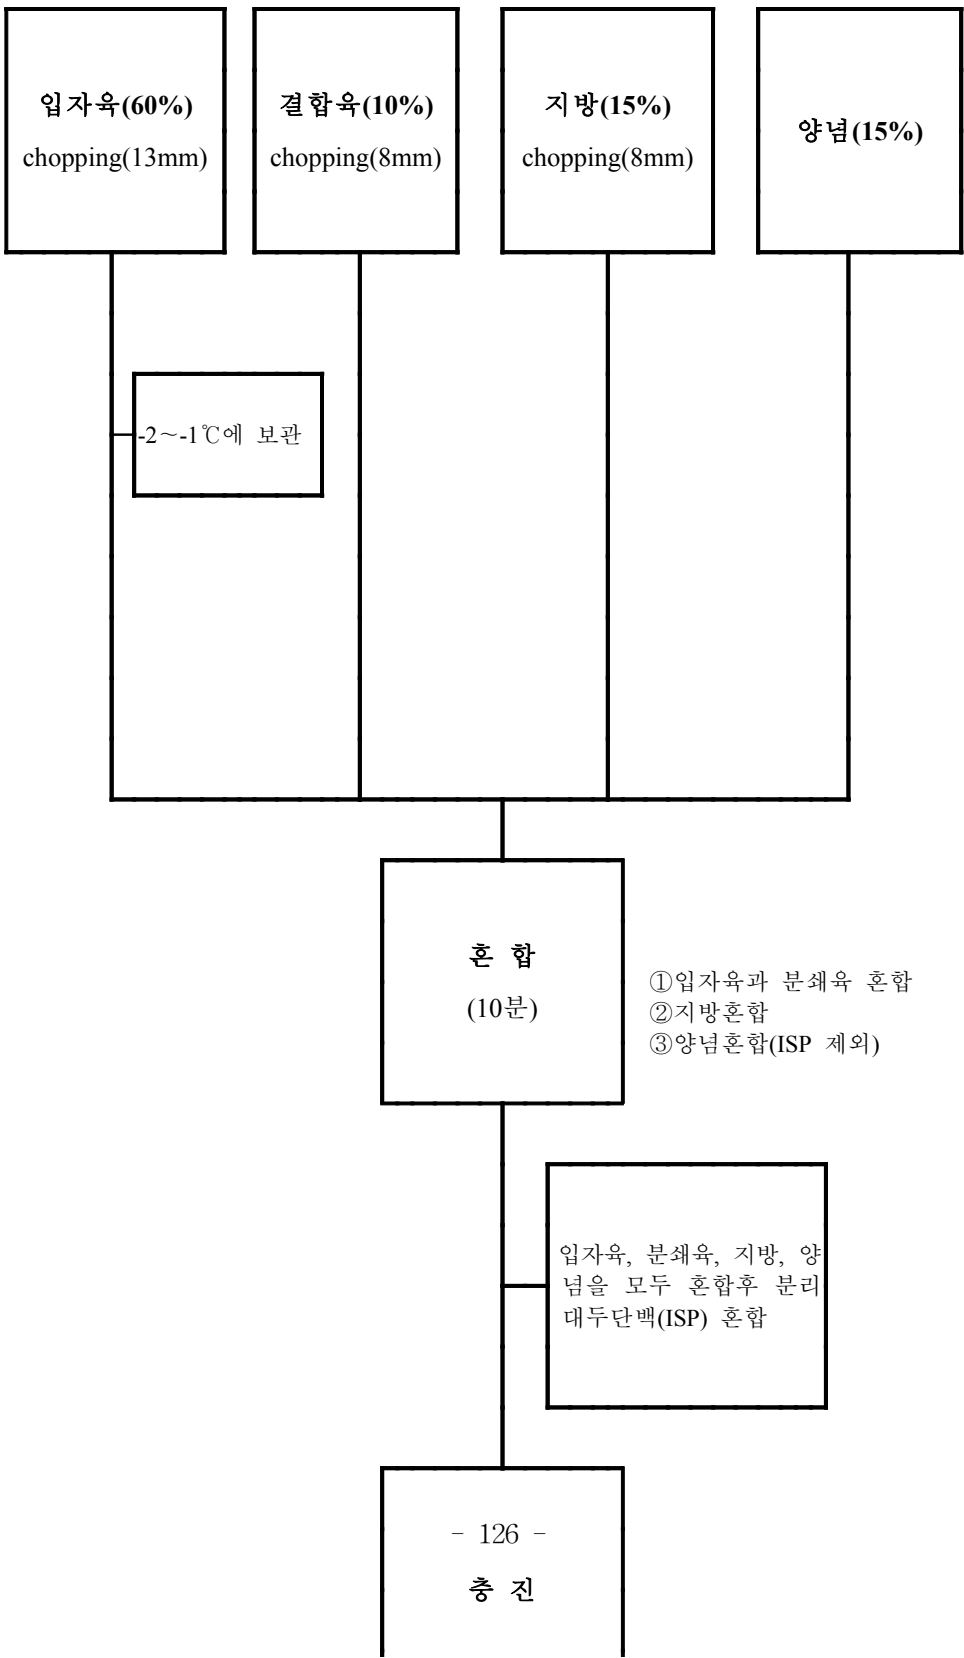 입자육(60%)
chopping(13mm)
결합육(10%)
chopping(8mm)
지방(15%)
chopping(8mm)
양념(15%)
-2～-1℃에 보관
혼 합
(10분)
①입자육과 분쇄육 혼합
②지방혼합
③양념혼합(ISP 제외)
입자육, 분쇄육, 지방, 양
념을 모두 혼합후 분리
대두단백(ISP) 혼합
- 126 -
충 진